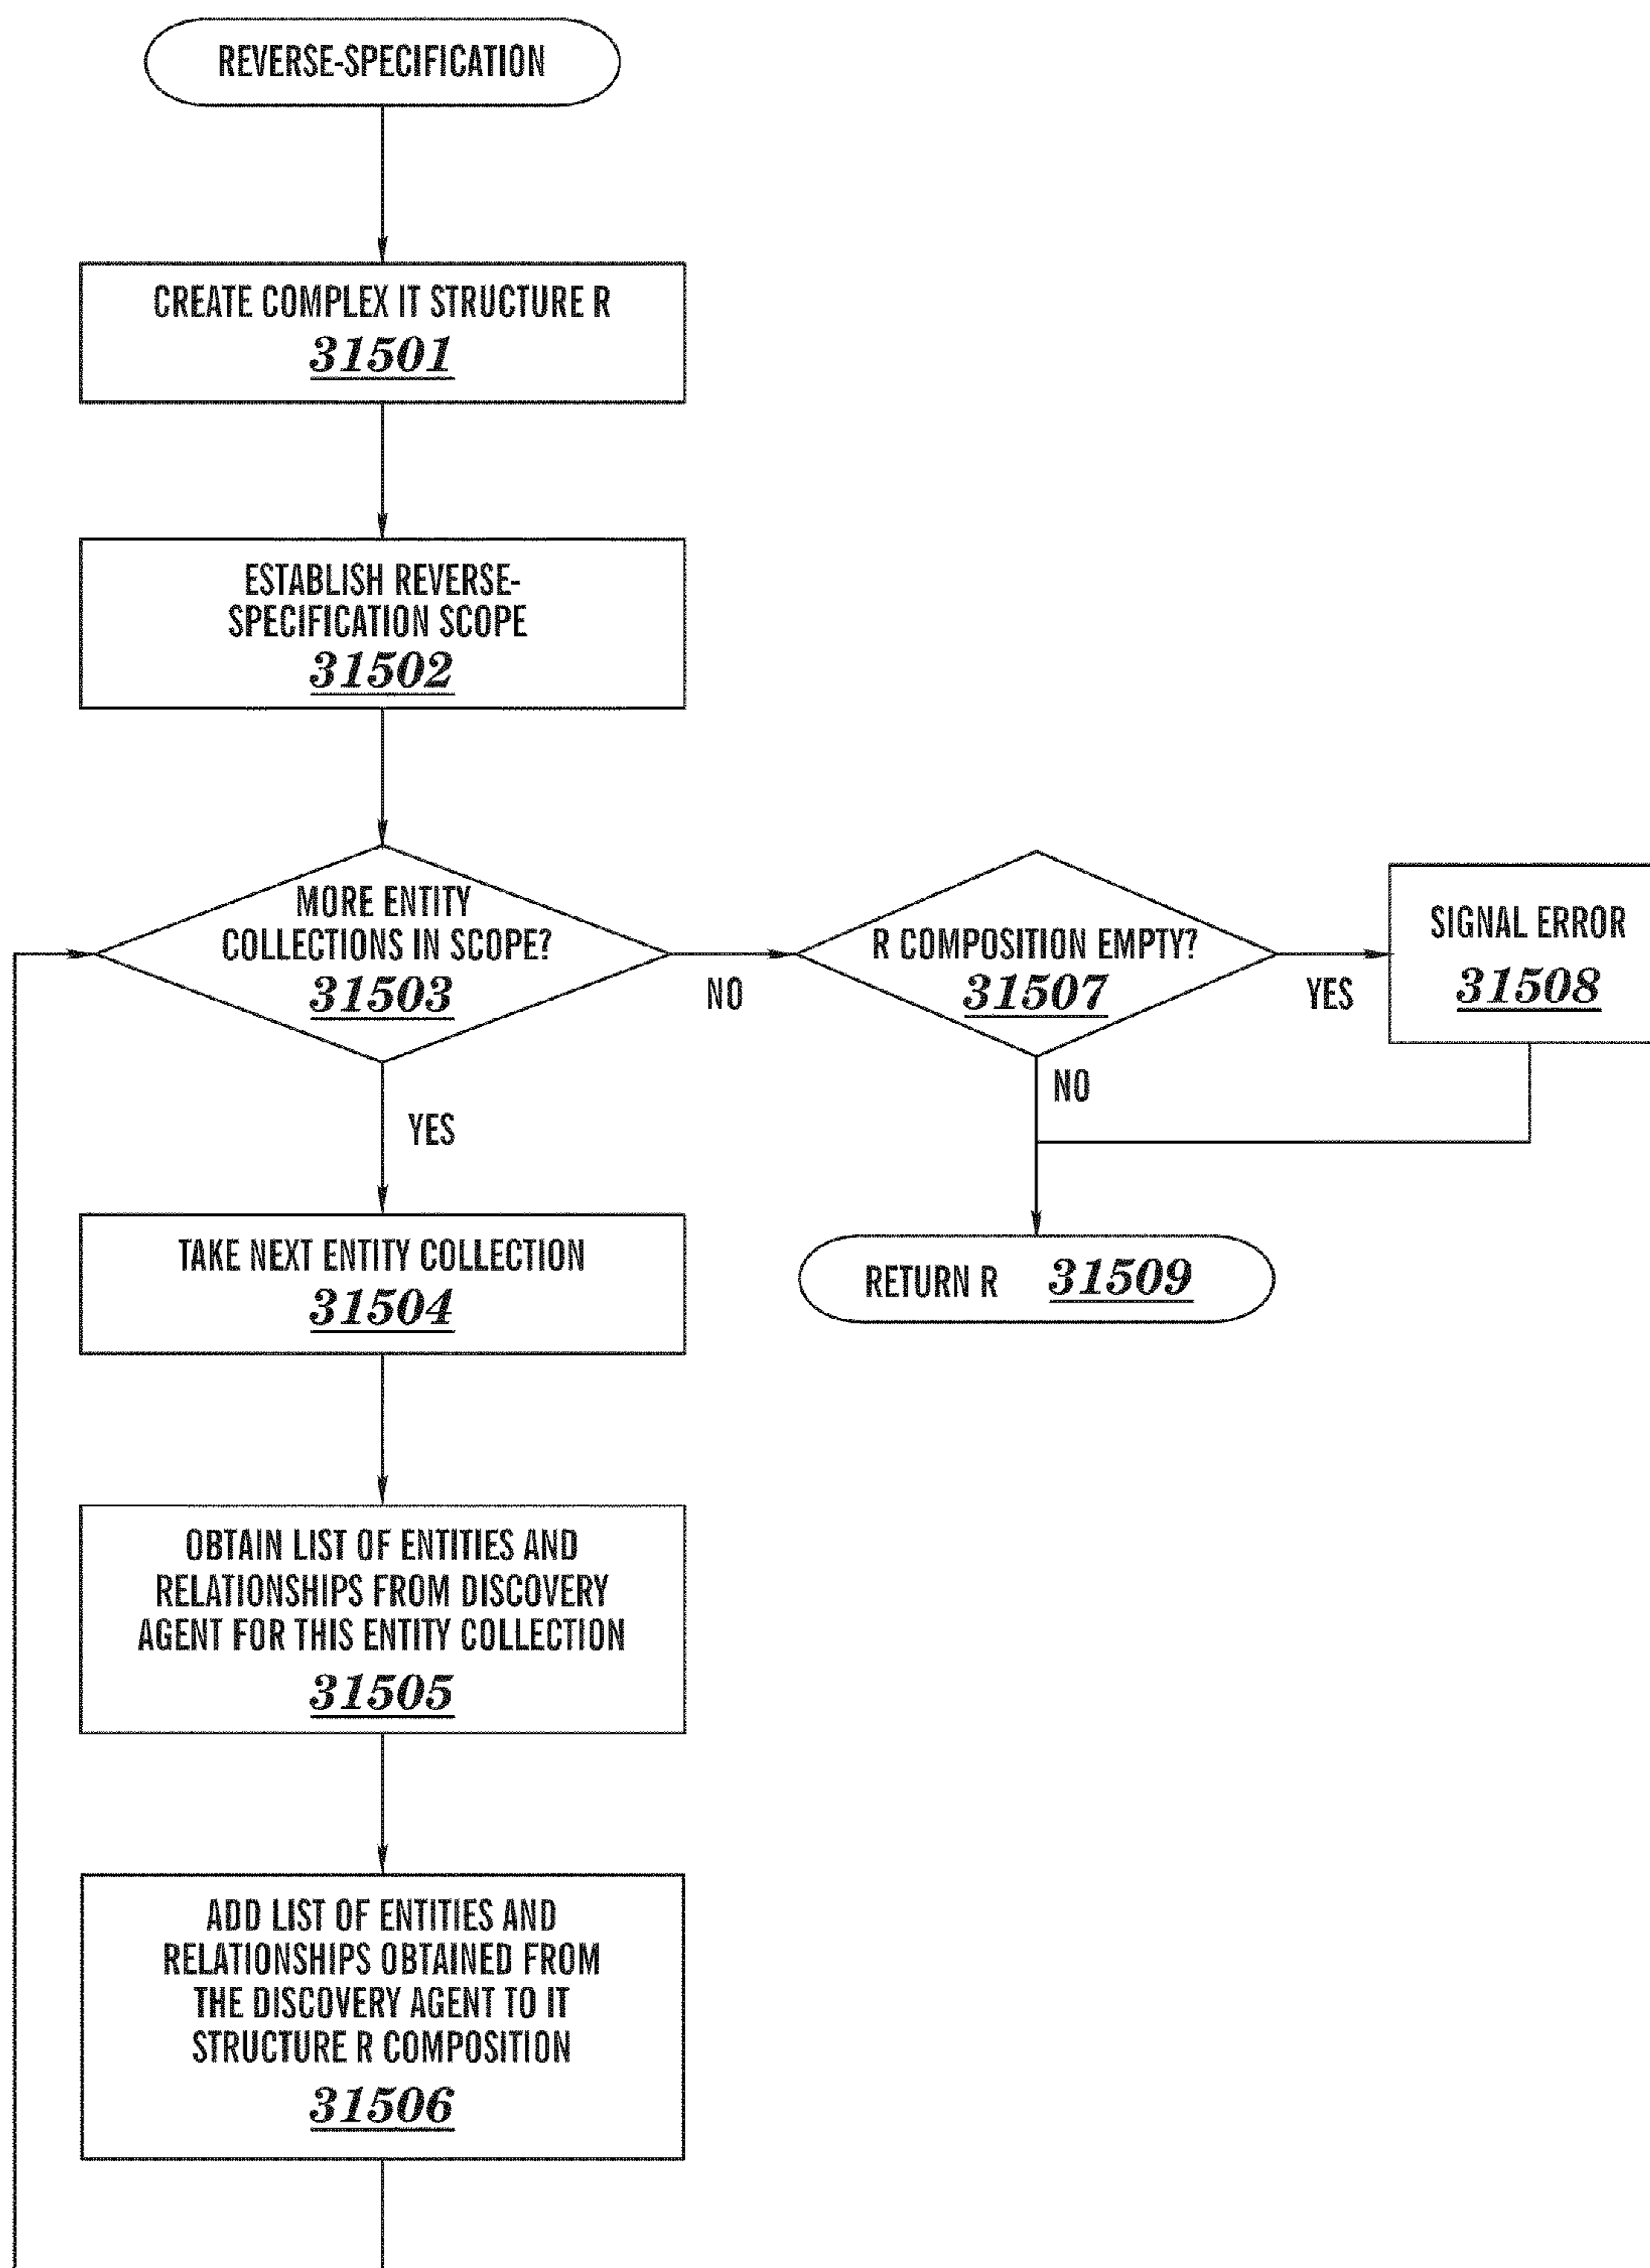 REVERSE-SPECIFICATION
CREATE COMPLEX IT STRUCTURE R
31501
ESTABLISH REVERSE-
SPECIFICATION SCOPE
31502
MORE ENTITY
COLLECTIONS IN SCOPE?
31503
NO
R COMPOSITION EMPTY?
31507
YES
SIGNAL ERROR
31508
NO
YES
RETURN R 31509
TAKE NEXT ENTITY COLLECTION
31504
OBTAIN LIST OF ENTITIES AND
RELATIONSHIPS FROM DISCOVERY
AGENT FOR THIS ENTITY COLLECTION
31505
ADD LIST OF ENTITIES AND
RELATIONSHIPS OBTAINED FROM
THE DISCOVERY AGENT TO IT
STRUCTURE R COMPOSITION
31506